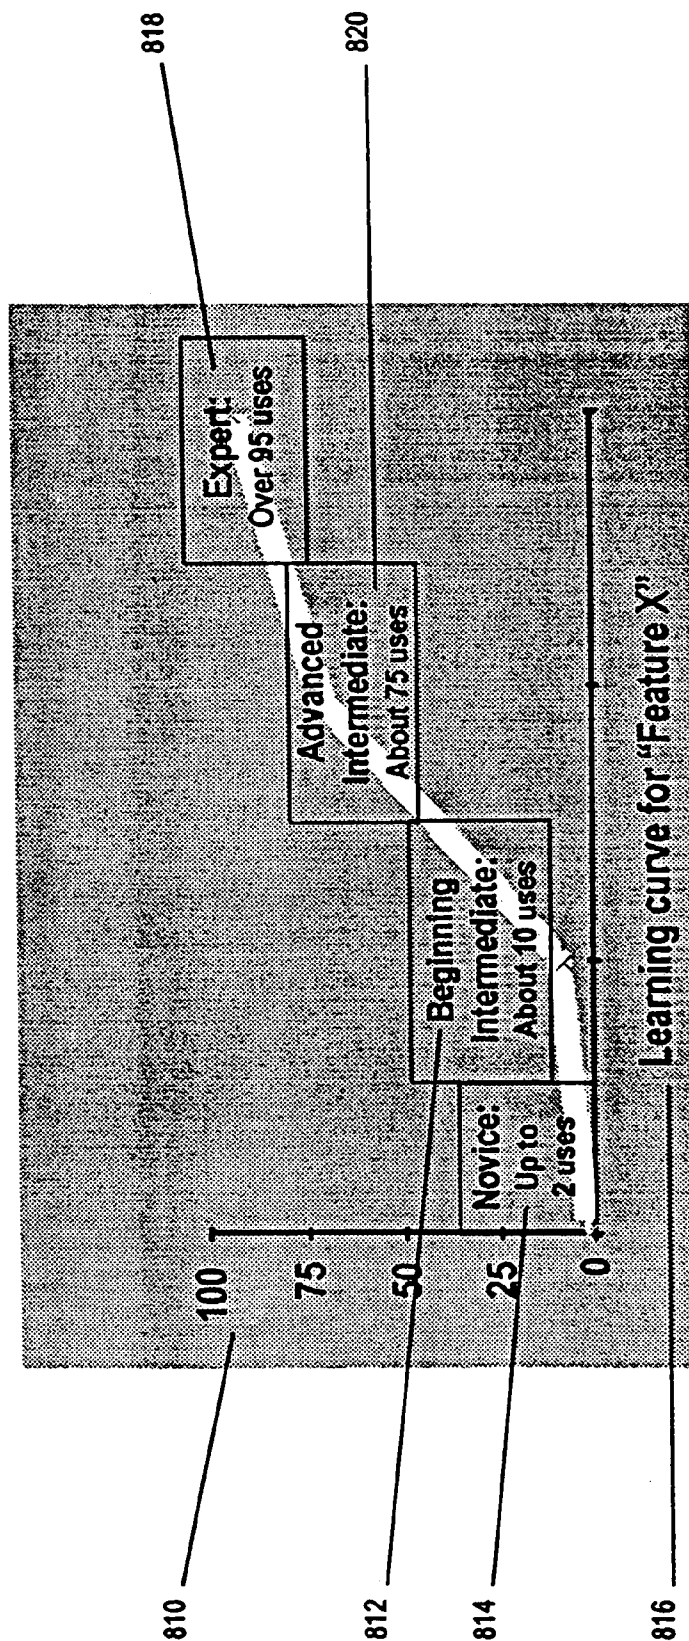 818
820
Expert:
Over 95 uses
Advanced
Intermediate:
About 75 uses
Beginning
Intermediate:
About 10 uses
Novice:
Up to
2 uses
100
75
50
25
0
Learning curve for "Feature X"
810
812
814
816